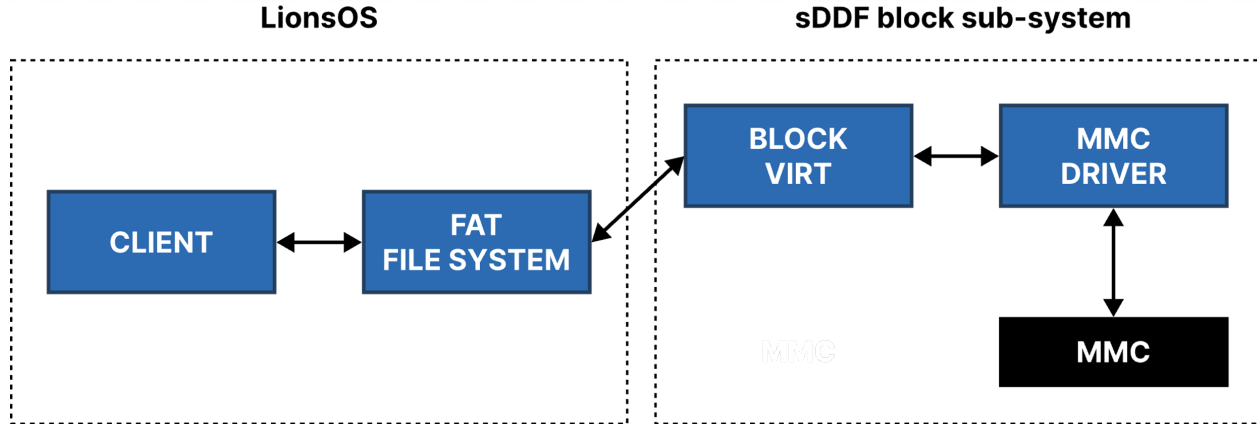 LionsOS
sDDF block sub-system
CLIENT
FAT
FILE SYSTEM
BLOCK
VIRT
MMC
DRIVER
MMC
MMC